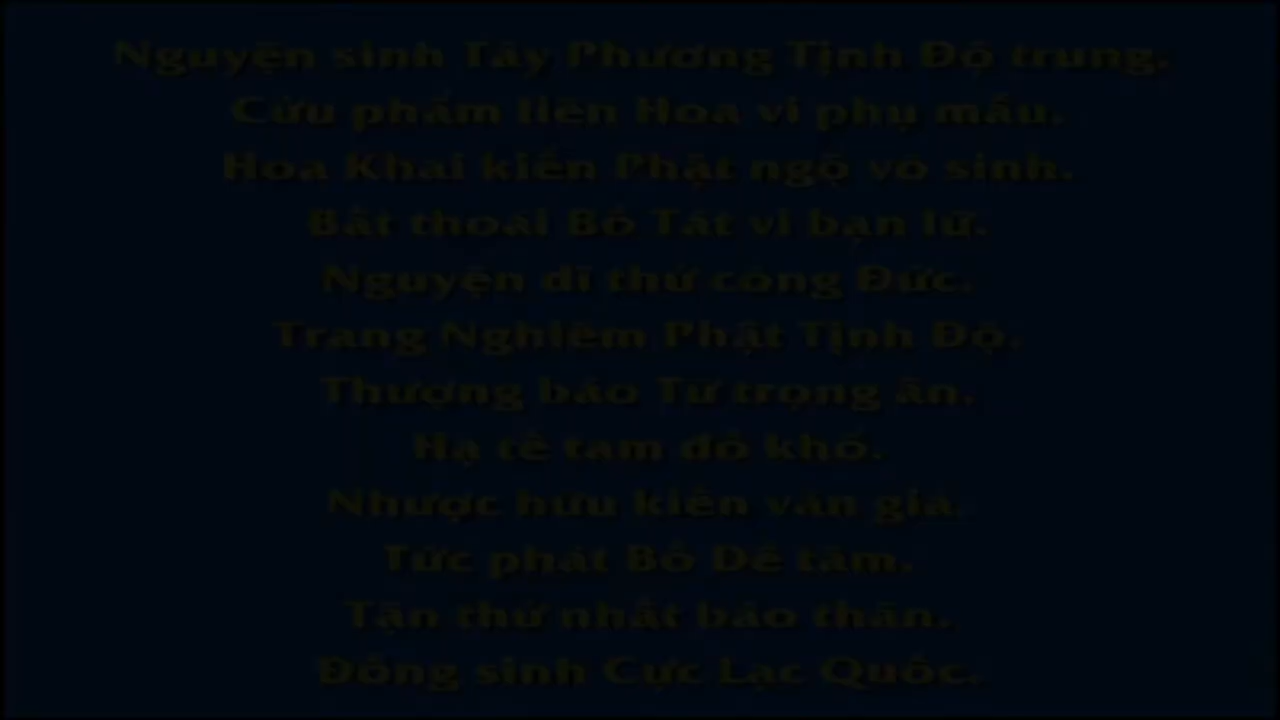 Nguyện sinh Tây Phương Tịnh Độ trung.
Cửu phẩm liên Hoa vi phụ mẫu.
Hoa Khai kiến Phật ngộ vô sinh.
Bất thoái Bồ Tát vi bạn lữ.
Nguyện dĩ thử công Đức.
Trang Nghiêm Phật Tịnh Độ.
Thượng báo Tứ trọng ân.
Hạ tế tam đồ khổ.
Nhược hữu kiến văn giả.
Tức phát Bồ Đề tâm.
Tận thử nhất báo thân.
Đồng sinh Cực Lạc Quốc.